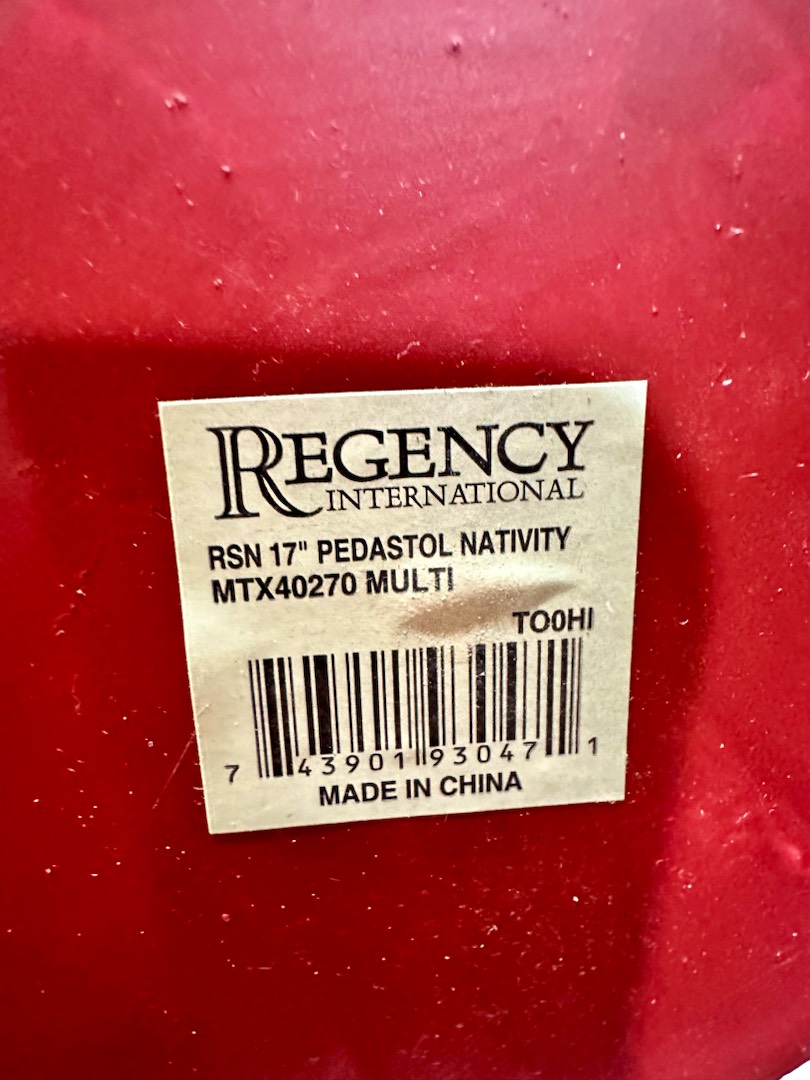 REGENCY
INTERNATIONAL
RSN 17" PEDASTOL NATIVITY
MTX40270 MULTI
TO0HI
7 43901 93047 1
MADE IN CHINA